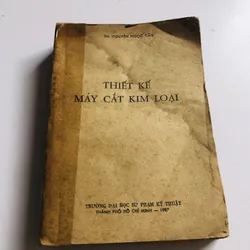 THIẾT KẾ
MÁY CẮT KIM LOẠI
TRƯỜNG ĐẠI HỌC SƯ PHẠM KỸ THUẬT
THÀNH PHỐ HỒ CHÍ MINH — 1987